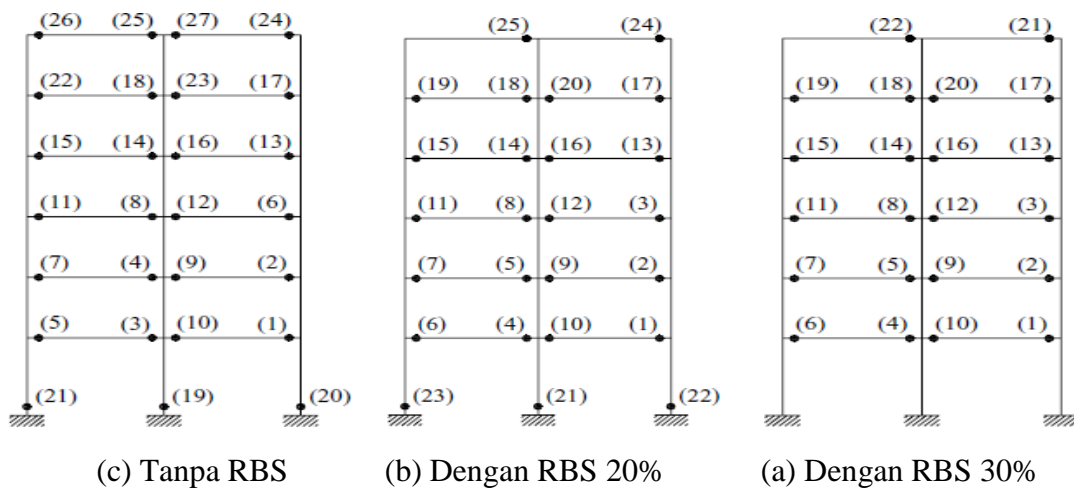 (26) (25) (27) (24) (25) (24) (22) (21)
(22) (18) (23) (17) (19) (18) (20) (17) (19) (18) (20) (17)
(15) (14) (16) (13) (15) (14) (16) (13) (15) (14) (16) (13)
(11) (8) (12) (6) (11) (8) (12) (3) (11) (8) (12) (3)
(7) (4) (9) (2) (7) (5) (9) (2) (7) (5) (9) (2)
(5) (3) (10) (1) (6) (4) (10) (1) (6) (4) (10) (1)
(21) (19) (20) (23) (21) (22)
(c) Tanpa RBS (b) Dengan RBS 20% (a) Dengan RBS 30%